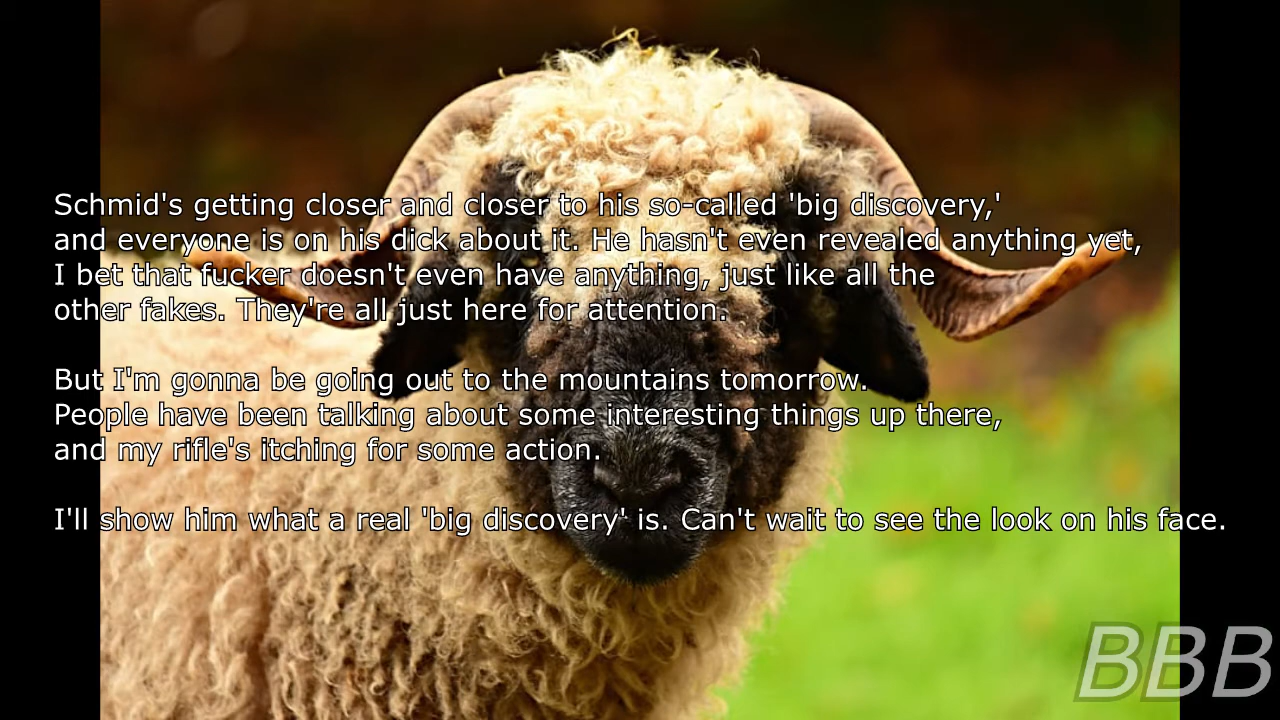 Schmid's getting closer and closer to his so-called 'big discovery,'
and everyone is on his dick about it. He hasn't even revealed anything yet,
I bet that fucker doesn't even have anything, just like all the
other fakes. They're all just here for attention.
But I'm gonna be going out to the mountains tomorrow.
People have been talking about some interesting things up there,
and my rifle's itching for some action.
I'll show him what a real 'big discovery' is. Can't wait to see the look on his face.
BBB